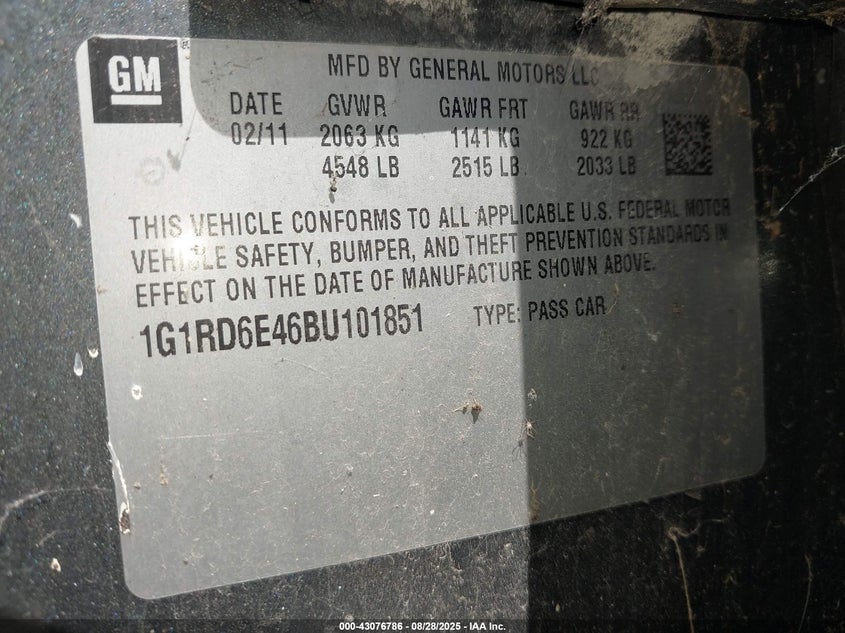 GM
MFD BY GENERAL MOTORS LLC
DATE GVWR GAWR FRT GAWR RR
02/11 2063 KG 1141 KG 922 KG
4548 LB 2515 LB 2033 LB
THIS VEHICLE CONFORMS TO ALL APPLICABLE U.S. FEDERAL MOTOR
VEHICLE SAFETY, BUMPER, AND THEFT PREVENTION STANDARDS IN
EFFECT ON THE DATE OF MANUFACTURE SHOWN ABOVE.
1G1RD6E46BU101851 TYPE: PASS CAR
000-43076786 - 08/28/2025 - IAA Inc.